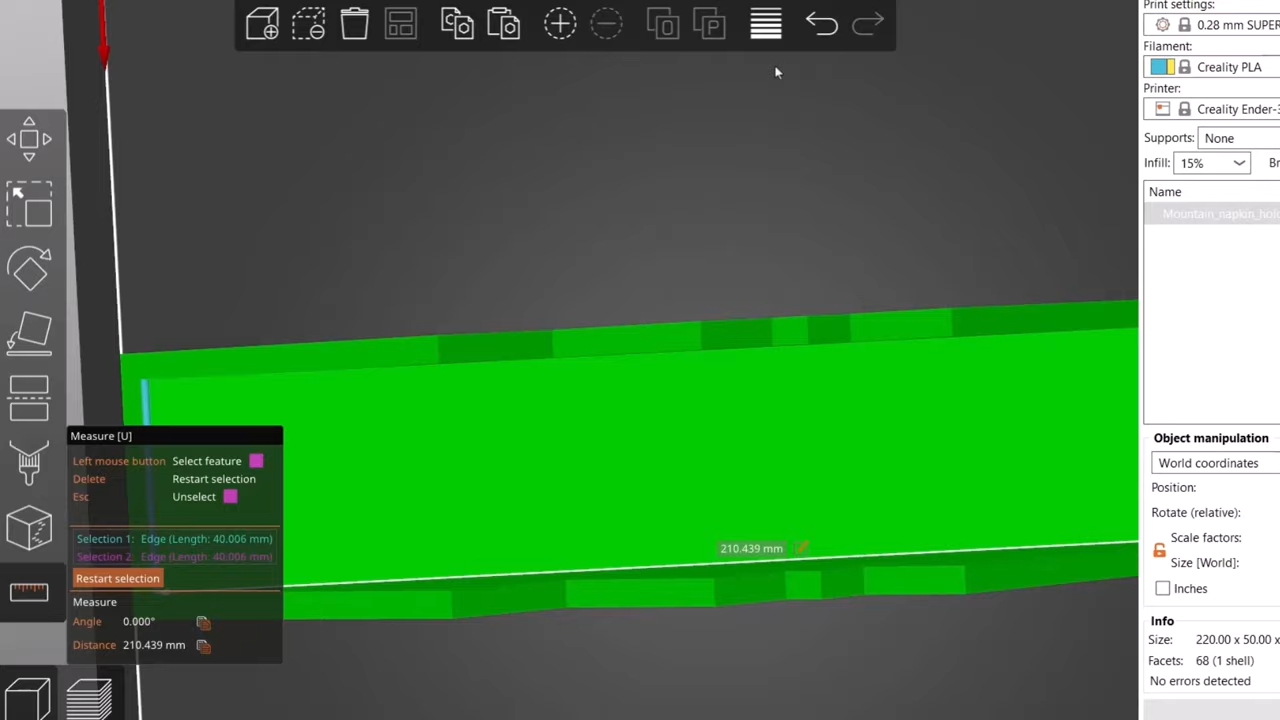 Print settings:
0.28 mm SUPER
Filament:
Creality PLA
Printer:
Creality Ender-3
Supports: None
Infill: 15%
Name
Mountain_napkin_hol
Object manipulation
World coordinates
Position:
Rotate (relative):
Scale factors:
Size [World]:
Inches
Info
Size: 220.00 x 50.00 x
Facets: 68 (1 shell)
No errors detected
210.439 mm
Measure [U]
Left mouse button Select feature
Delete Restart selection
Esc Unselect
Selection 1: Edge (Length: 40.006 mm)
Selection 2: Edge (Length: 40.006 mm)
Restart selection
Measure
Angle 0.000°
Distance 210.439 mm